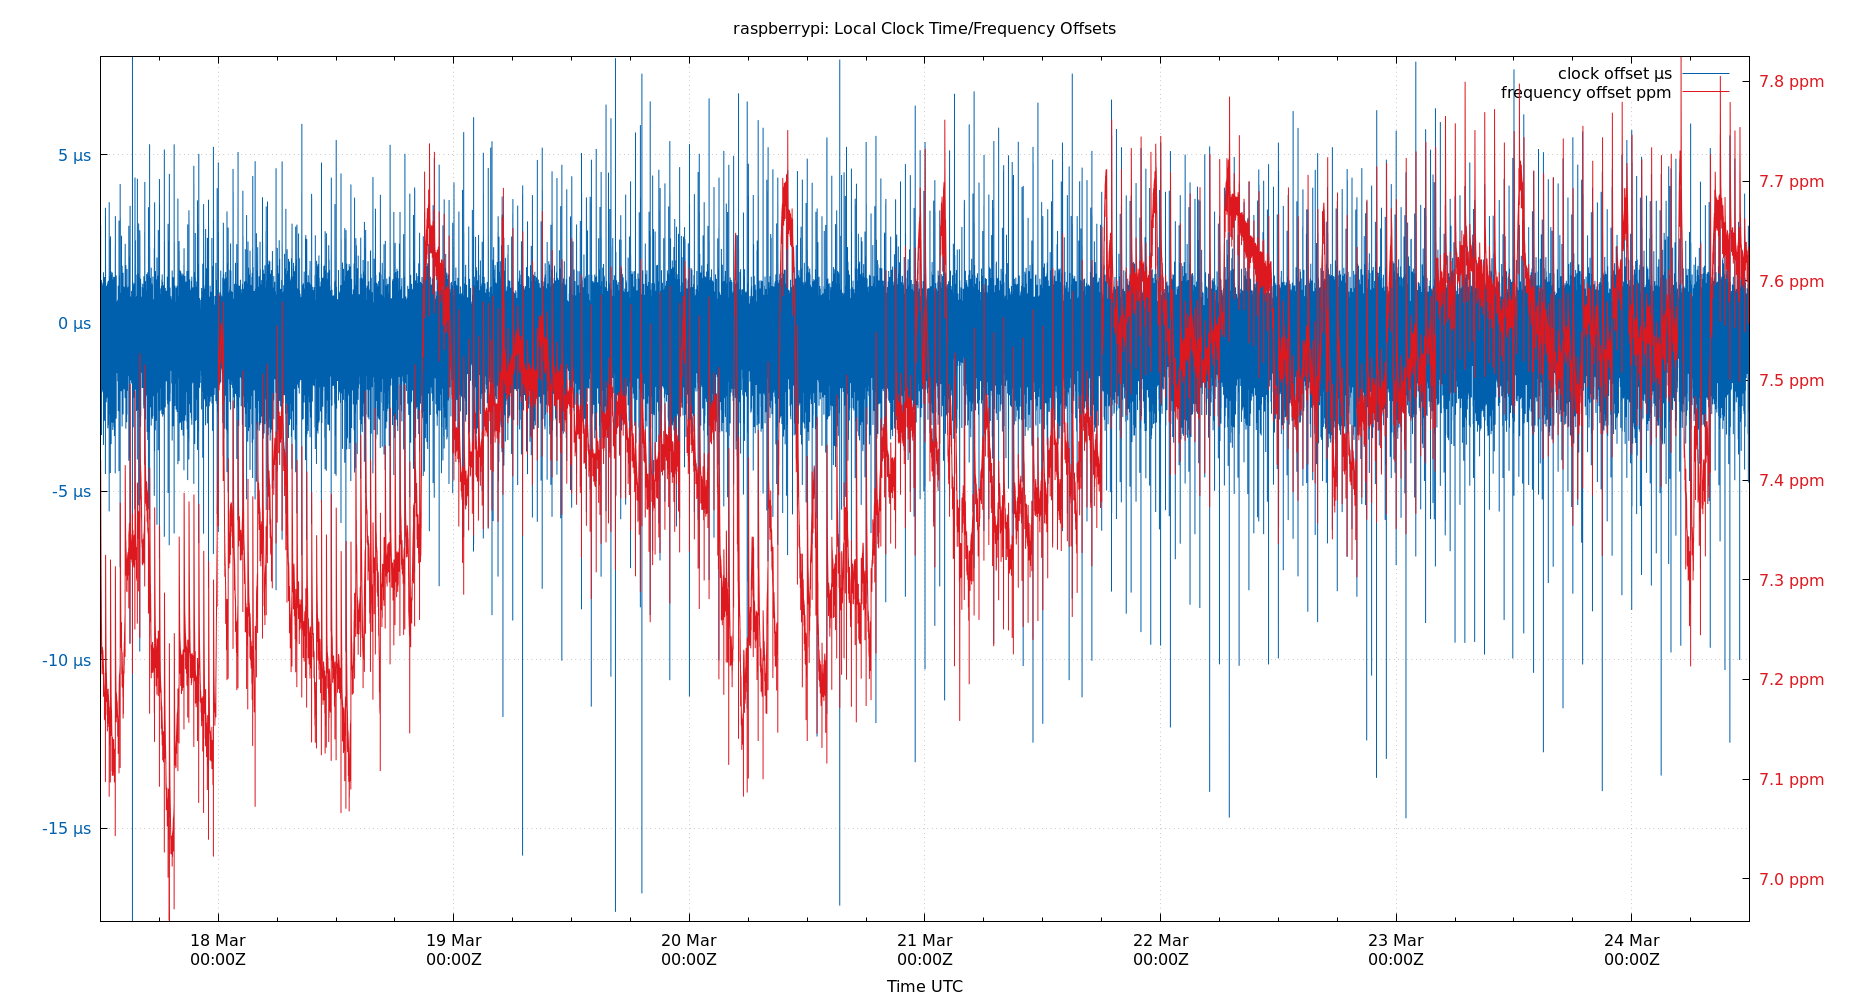 raspberrypi: Local Clock Time/Frequency Offsets
clock offset µs
frequency offset ppm
5 µs
0 µs
-5 µs
-10 µs
-15 µs
7.8 ppm
7.7 ppm
7.6 ppm
7.5 ppm
7.4 ppm
7.3 ppm
7.2 ppm
7.1 ppm
7.0 ppm
18 Mar
00:00Z
19 Mar
00:00Z
20 Mar
00:00Z
21 Mar
00:00Z
22 Mar
00:00Z
23 Mar
00:00Z
24 Mar
00:00Z
Time UTC